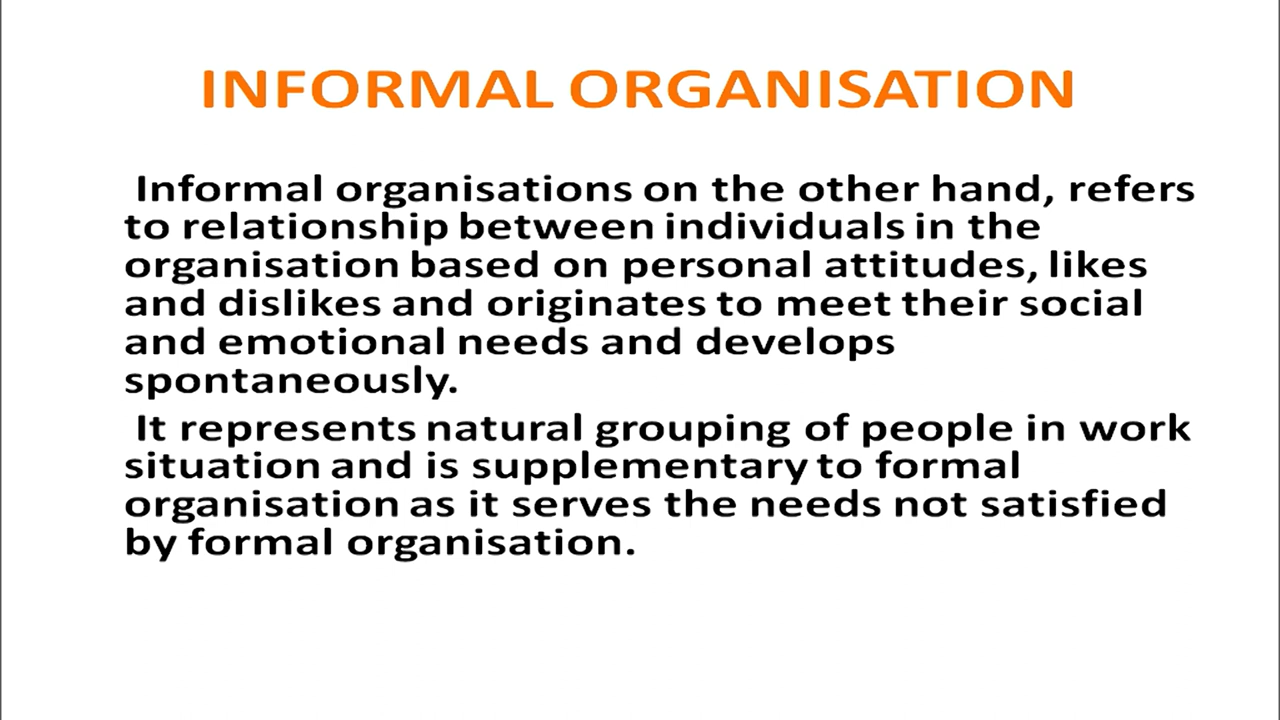 INFORMAL ORGANISATION
Informal organisations on the other hand, refers
to relationship between individuals in the
organisation based on personal attitudes, likes
and dislikes and originates to meet their social
and emotional needs and develops
spontaneously.
It represents natural grouping of people in work
situation and is supplementary to formal
organisation as it serves the needs not satisfied
by formal organisation.